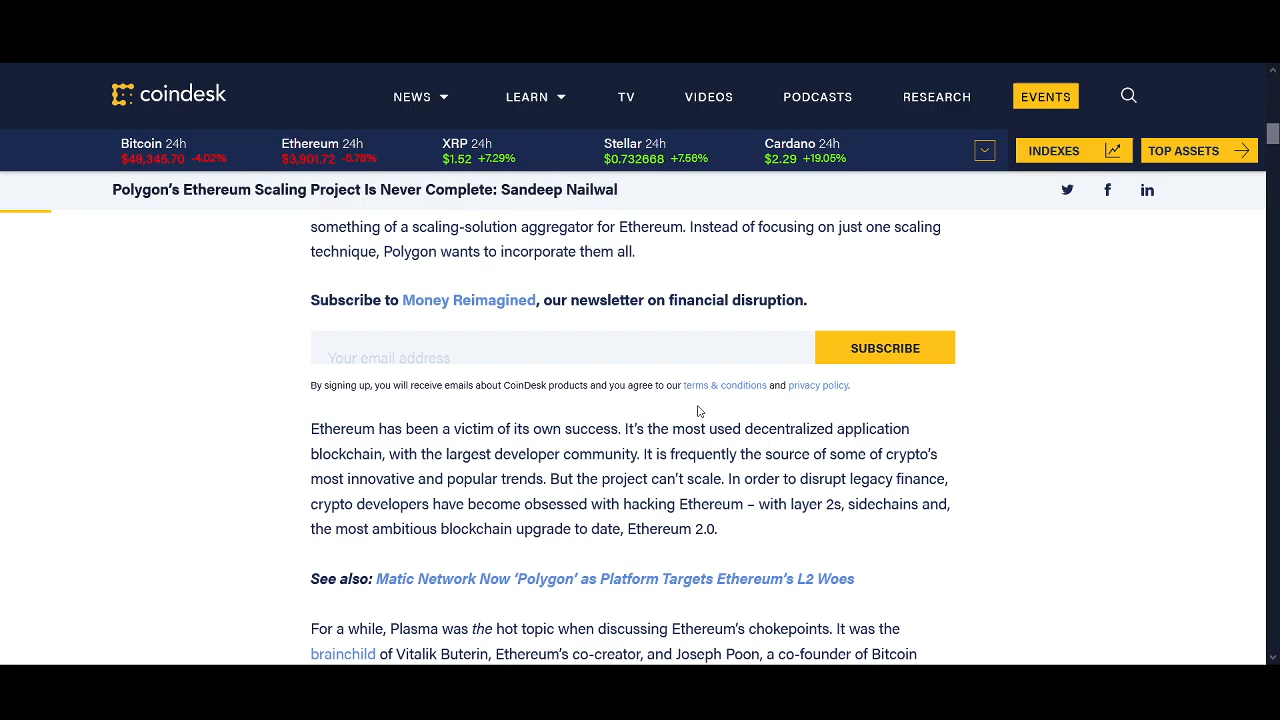 coindesk
NEWS LEARN TV VIDEOS PODCASTS RESEARCH EVENTS
Bitcoin 24h Ethereum 24h XRP 24h Stellar 24h Cardano 24h
$49,345.70 -4.02% $3,901.72 -5.78% $1.52 +7.29% $0.732668 +7.56% $2.29 +19.05%
INDEXES TOP ASSETS
Polygon's Ethereum Scaling Project Is Never Complete: Sandeep Nailwal
something of a scaling-solution aggregator for Ethereum. Instead of focusing on just one scaling
technique, Polygon wants to incorporate them all.
Subscribe to Money Reimagined, our newsletter on financial disruption.
Your email address
SUBSCRIBE
By signing up, you will receive emails about CoinDesk products and you agree to our terms & conditions and privacy policy.
Ethereum has been a victim of its own success. It's the most used decentralized application
blockchain, with the largest developer community. It is frequently the source of some of crypto's
most innovative and popular trends. But the project can't scale. In order to disrupt legacy finance,
crypto developers have become obsessed with hacking Ethereum – with layer 2s, sidechains and,
the most ambitious blockchain upgrade to date, Ethereum 2.0.
See also: Matic Network Now 'Polygon' as Platform Targets Ethereum's L2 Woes
For a while, Plasma was the hot topic when discussing Ethereum's chokepoints. It was the
brainchild of Vitalik Buterin, Ethereum's co-creator, and Joseph Poon, a co-founder of Bitcoin